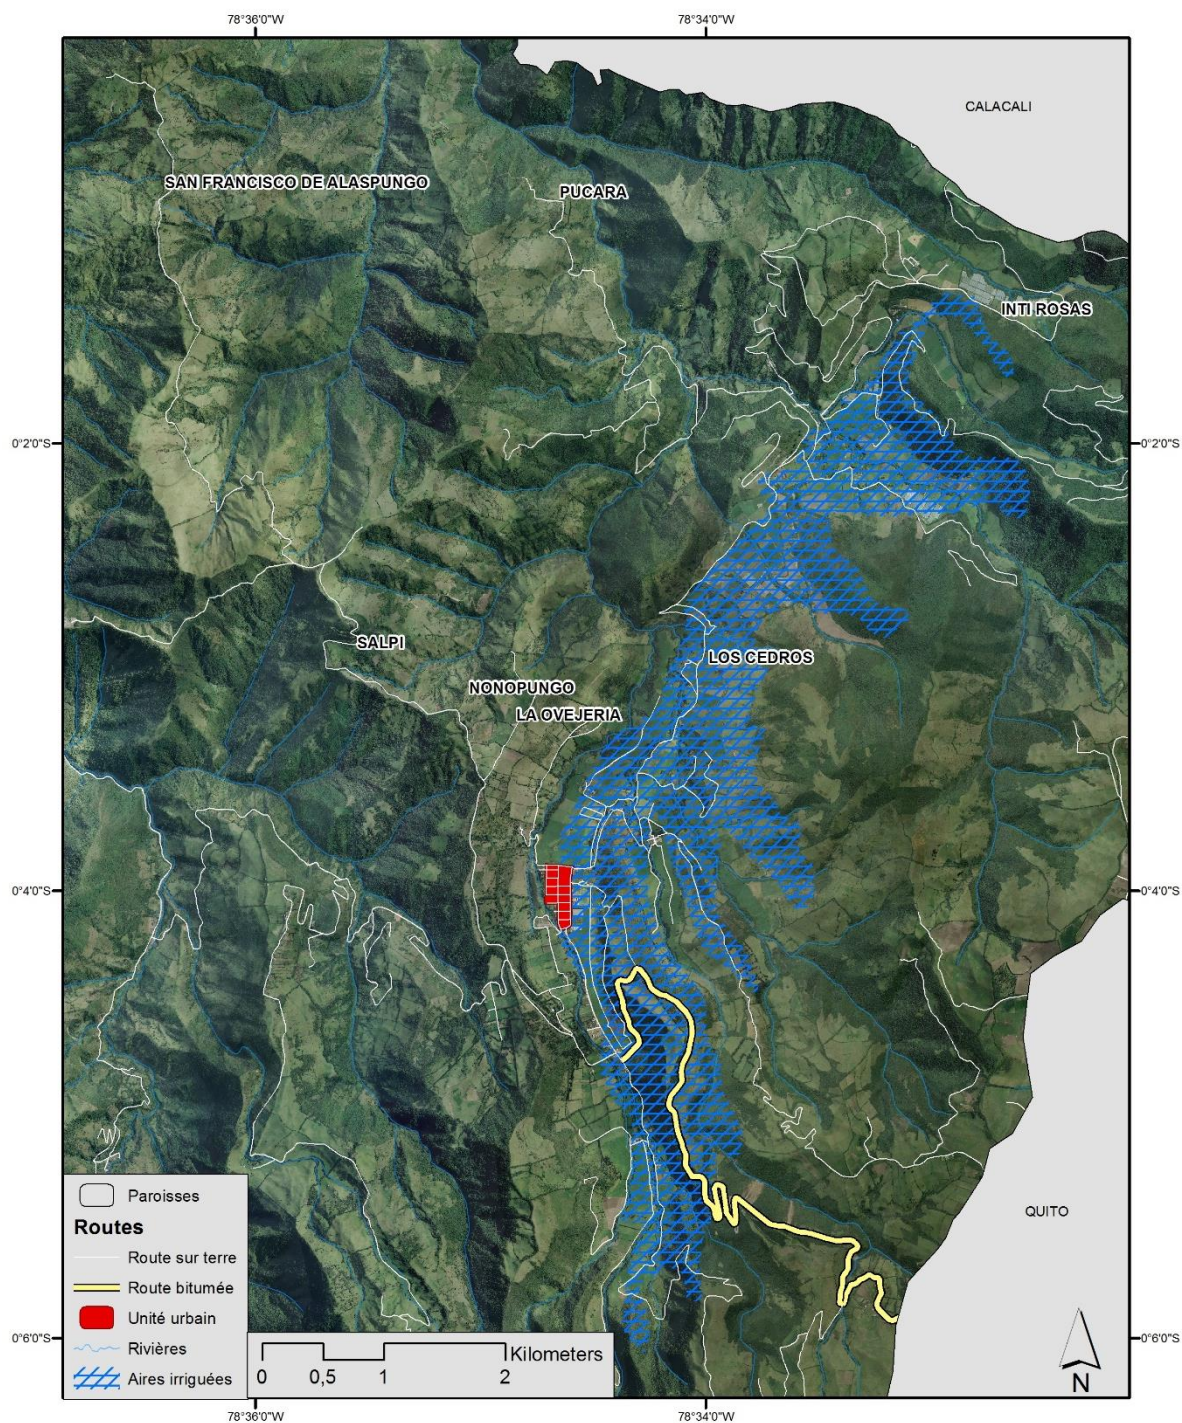 78°36'0"W
78°34'0"W
CALACALI
SAN FRANCISCO DE ALASPUNGO
PUCARA
INTI ROSAS
0°2'0"S
0°2'0"S
SALPI
LOS CEDROS
NONOPUNGO
LA OVEJERIA
0°4'0"S
0°4'0"S
QUITO
Paroisses
Routes
Route sur terre
Route bitumée
Unité urbain
Rivières
Aires irriguées
Kilometers
0 0,5 1 2
N
0°6'0"S
0°6'0"S
78°36'0"W
78°34'0"W